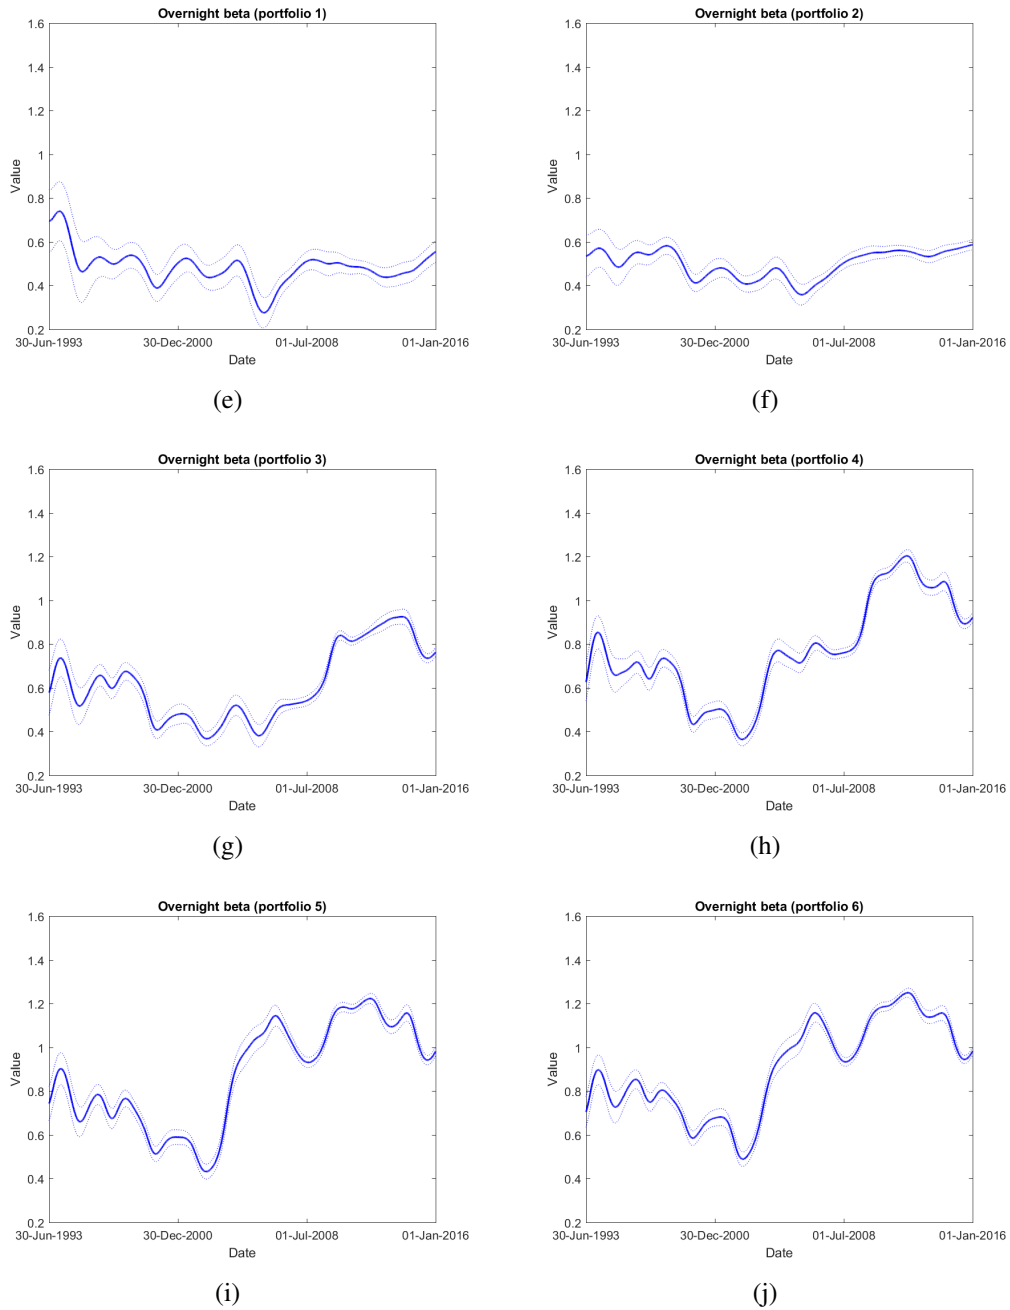 Overnight beta (portfolio 1)
1.6
1.4
1.2
1
0.8
0.6
0.4
0.2
Value
30-Jun-1993 30-Dec-2000 01-Jul-2008 01-Jan-2016
Date
(e)
Overnight beta (portfolio 2)
1.6
1.4
1.2
1
0.8
0.6
0.4
0.2
Value
30-Jun-1993 30-Dec-2000 01-Jul-2008 01-Jan-2016
Date
(f)
Overnight beta (portfolio 3)
1.6
1.4
1.2
1
0.8
0.6
0.4
0.2
Value
30-Jun-1993 30-Dec-2000 01-Jul-2008 01-Jan-2016
Date
(g)
Overnight beta (portfolio 4)
1.6
1.4
1.2
1
0.8
0.6
0.4
0.2
Value
30-Jun-1993 30-Dec-2000 01-Jul-2008 01-Jan-2016
Date
(h)
Overnight beta (portfolio 5)
1.6
1.4
1.2
1
0.8
0.6
0.4
0.2
Value
30-Jun-1993 30-Dec-2000 01-Jul-2008 01-Jan-2016
Date
(i)
Overnight beta (portfolio 6)
1.6
1.4
1.2
1
0.8
0.6
0.4
0.2
Value
30-Jun-1993 30-Dec-2000 01-Jul-2008 01-Jan-2016
Date
(j)